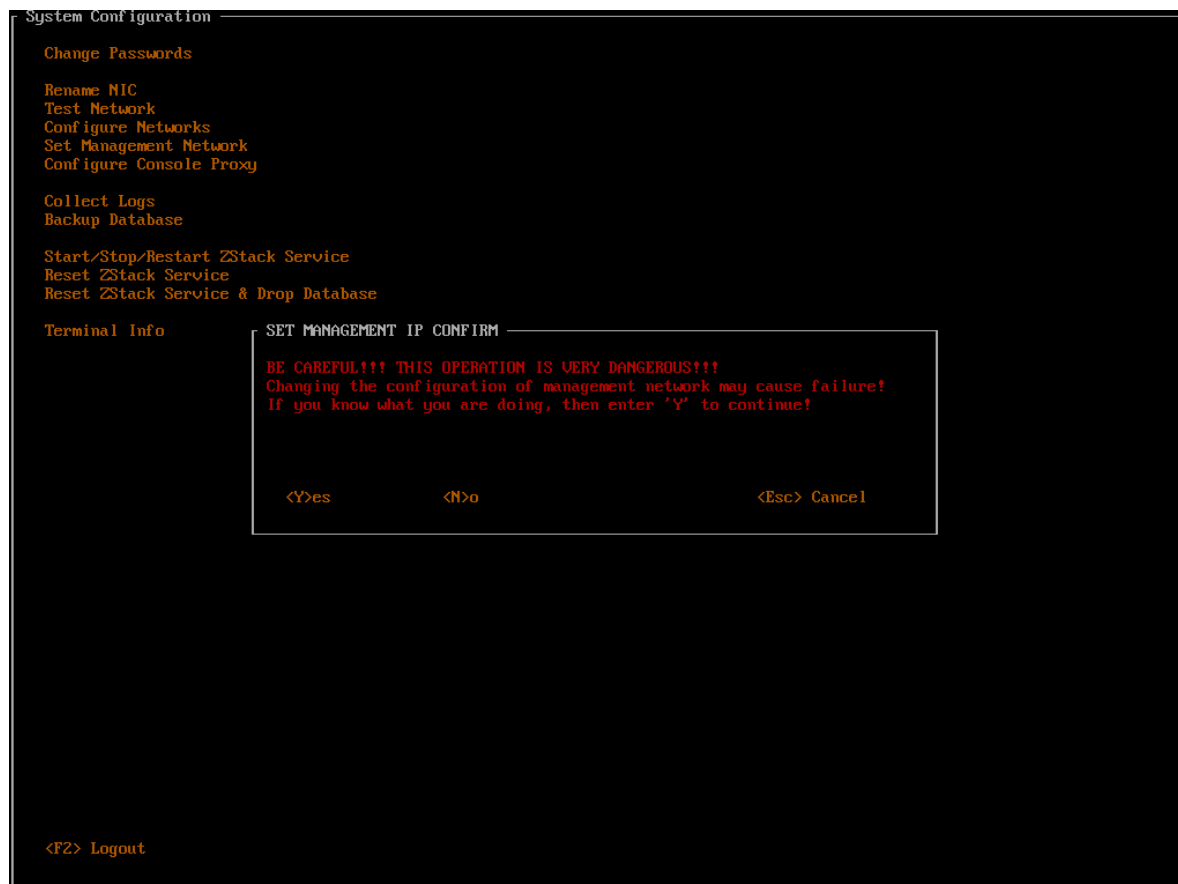 System Configuration
Change Passwords
Rename NIC
Test Network
Configure Networks
Set Management Network
Configure Console Proxy
Collect Logs
Backup Database
Start/Stop/Restart ZStack Service
Reset ZStack Service
Reset ZStack Service & Drop Database
Terminal Info
SET MANAGEMENT IP CONFIRM
BE CAREFUL!!! THIS OPERATION IS VERY DANGEROUS!!!
Changing the configuration of management network may cause failure!
If you know what you are doing, then enter 'Y' to continue!
<Y>es <N>o <Esc> Cancel
<F2> Logout